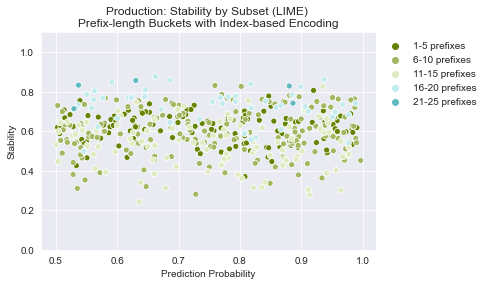 Production: Stability by Subset (LIME)
Prefix-length Buckets with Index-based Encoding
1-5 prefixes
6-10 prefixes
11-15 prefixes
16-20 prefixes
21-25 prefixes
Stability
1.0
0.8
0.6
0.4
0.2
0.0
0.5 0.6 0.7 0.8 0.9 1.0
Prediction Probability